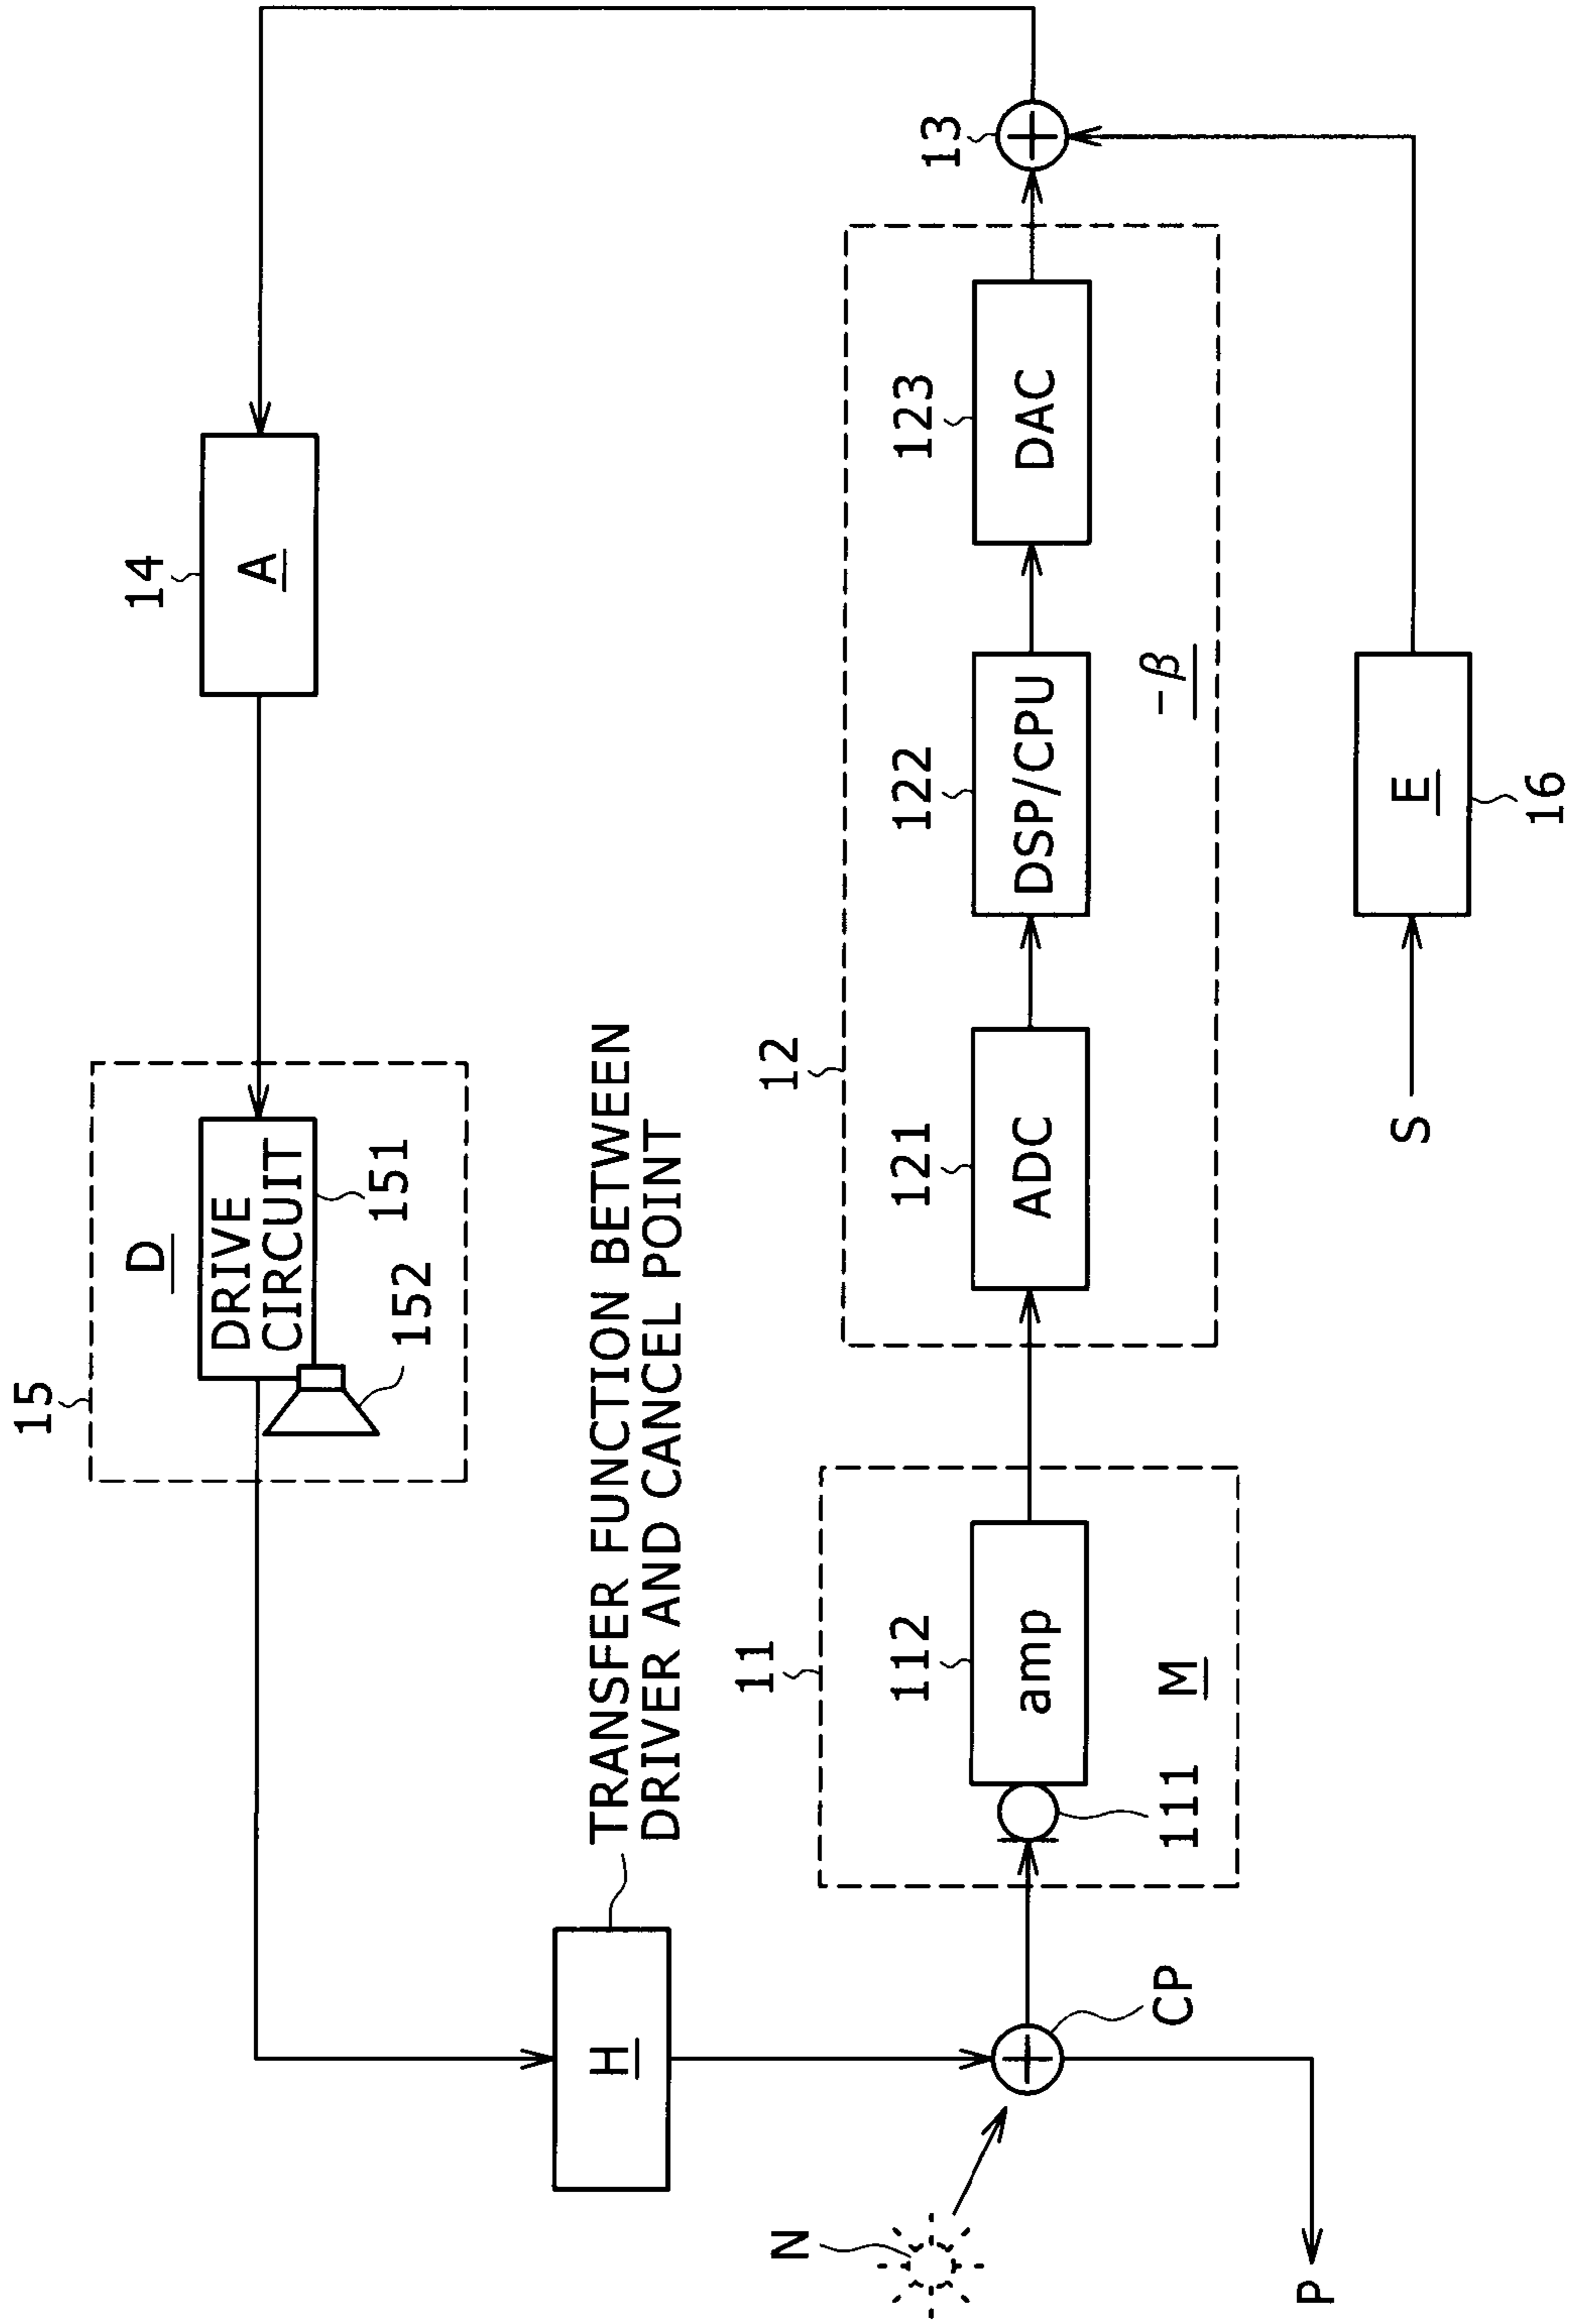 15
D
DRIVE
CIRCUIT
151
152
14
A
H
TRANSFER FUNCTION BETWEEN
DRIVER AND CANCEL POINT
11
112
amp
111
M
12
121
ADC
122
DSP/CPU
123
DAC
-β
13
N
CP
P
S
E
16